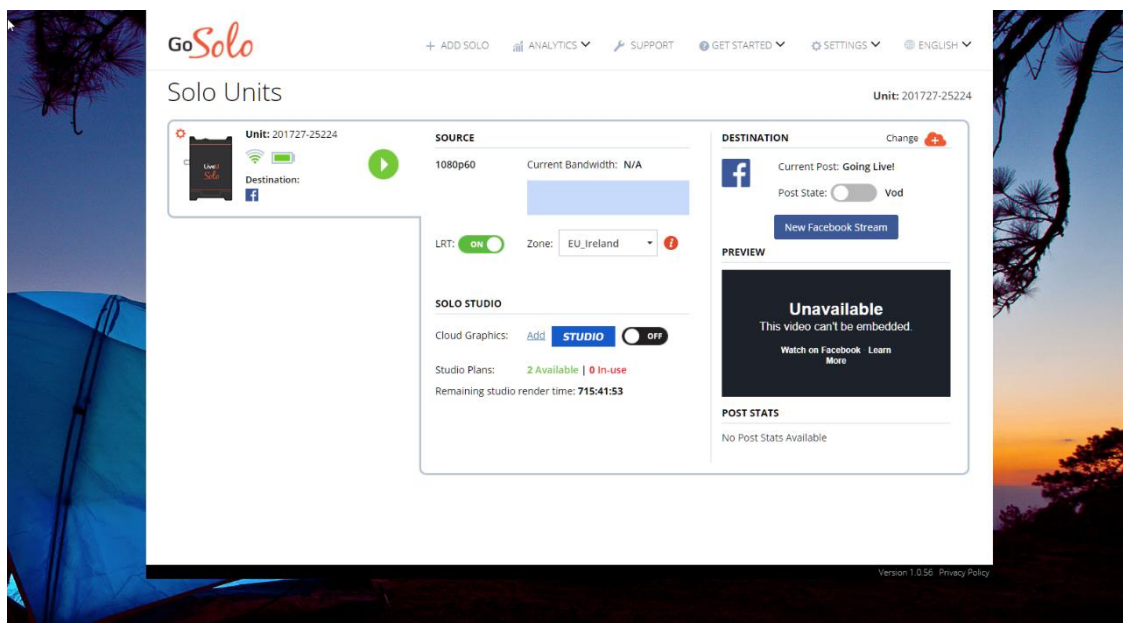 GoSolo
+ ADD SOLO ANALYTICS SUPPORT GET STARTED SETTINGS ENGLISH
Solo Units
Unit: 201727-25224
Unit: 201727-25224
LiveU
Solo
Destination:
SOURCE
1080p60 Current Bandwidth: N/A
LRT: ON Zone: EU_Ireland
SOLO STUDIO
Cloud Graphics: Add STUDIO OFF
Studio Plans: 2 Available | 0 In-use
Remaining studio render time: 715:41:53
DESTINATION Change
Current Post: Going Live!
Post State: Vod
New Facebook Stream
PREVIEW
Unavailable
This video can't be embedded.
Watch on Facebook · Learn
More
POST STATS
No Post Stats Available
Version 1.0.56 Privacy Policy